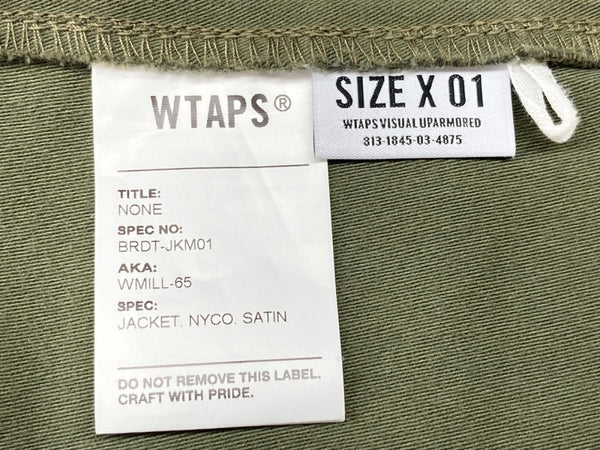 WTAPS®
TITLE:
NONE
SPEC NO:
BRDT-JKM01
AKA:
WMILL-65
SPEC:
JACKET. NYCO. SATIN
DO NOT REMOVE THIS LABEL.
CRAFT WITH PRIDE.
SIZE X 01
WTAPS VISUAL UPARMORED
813-1845-03-4875